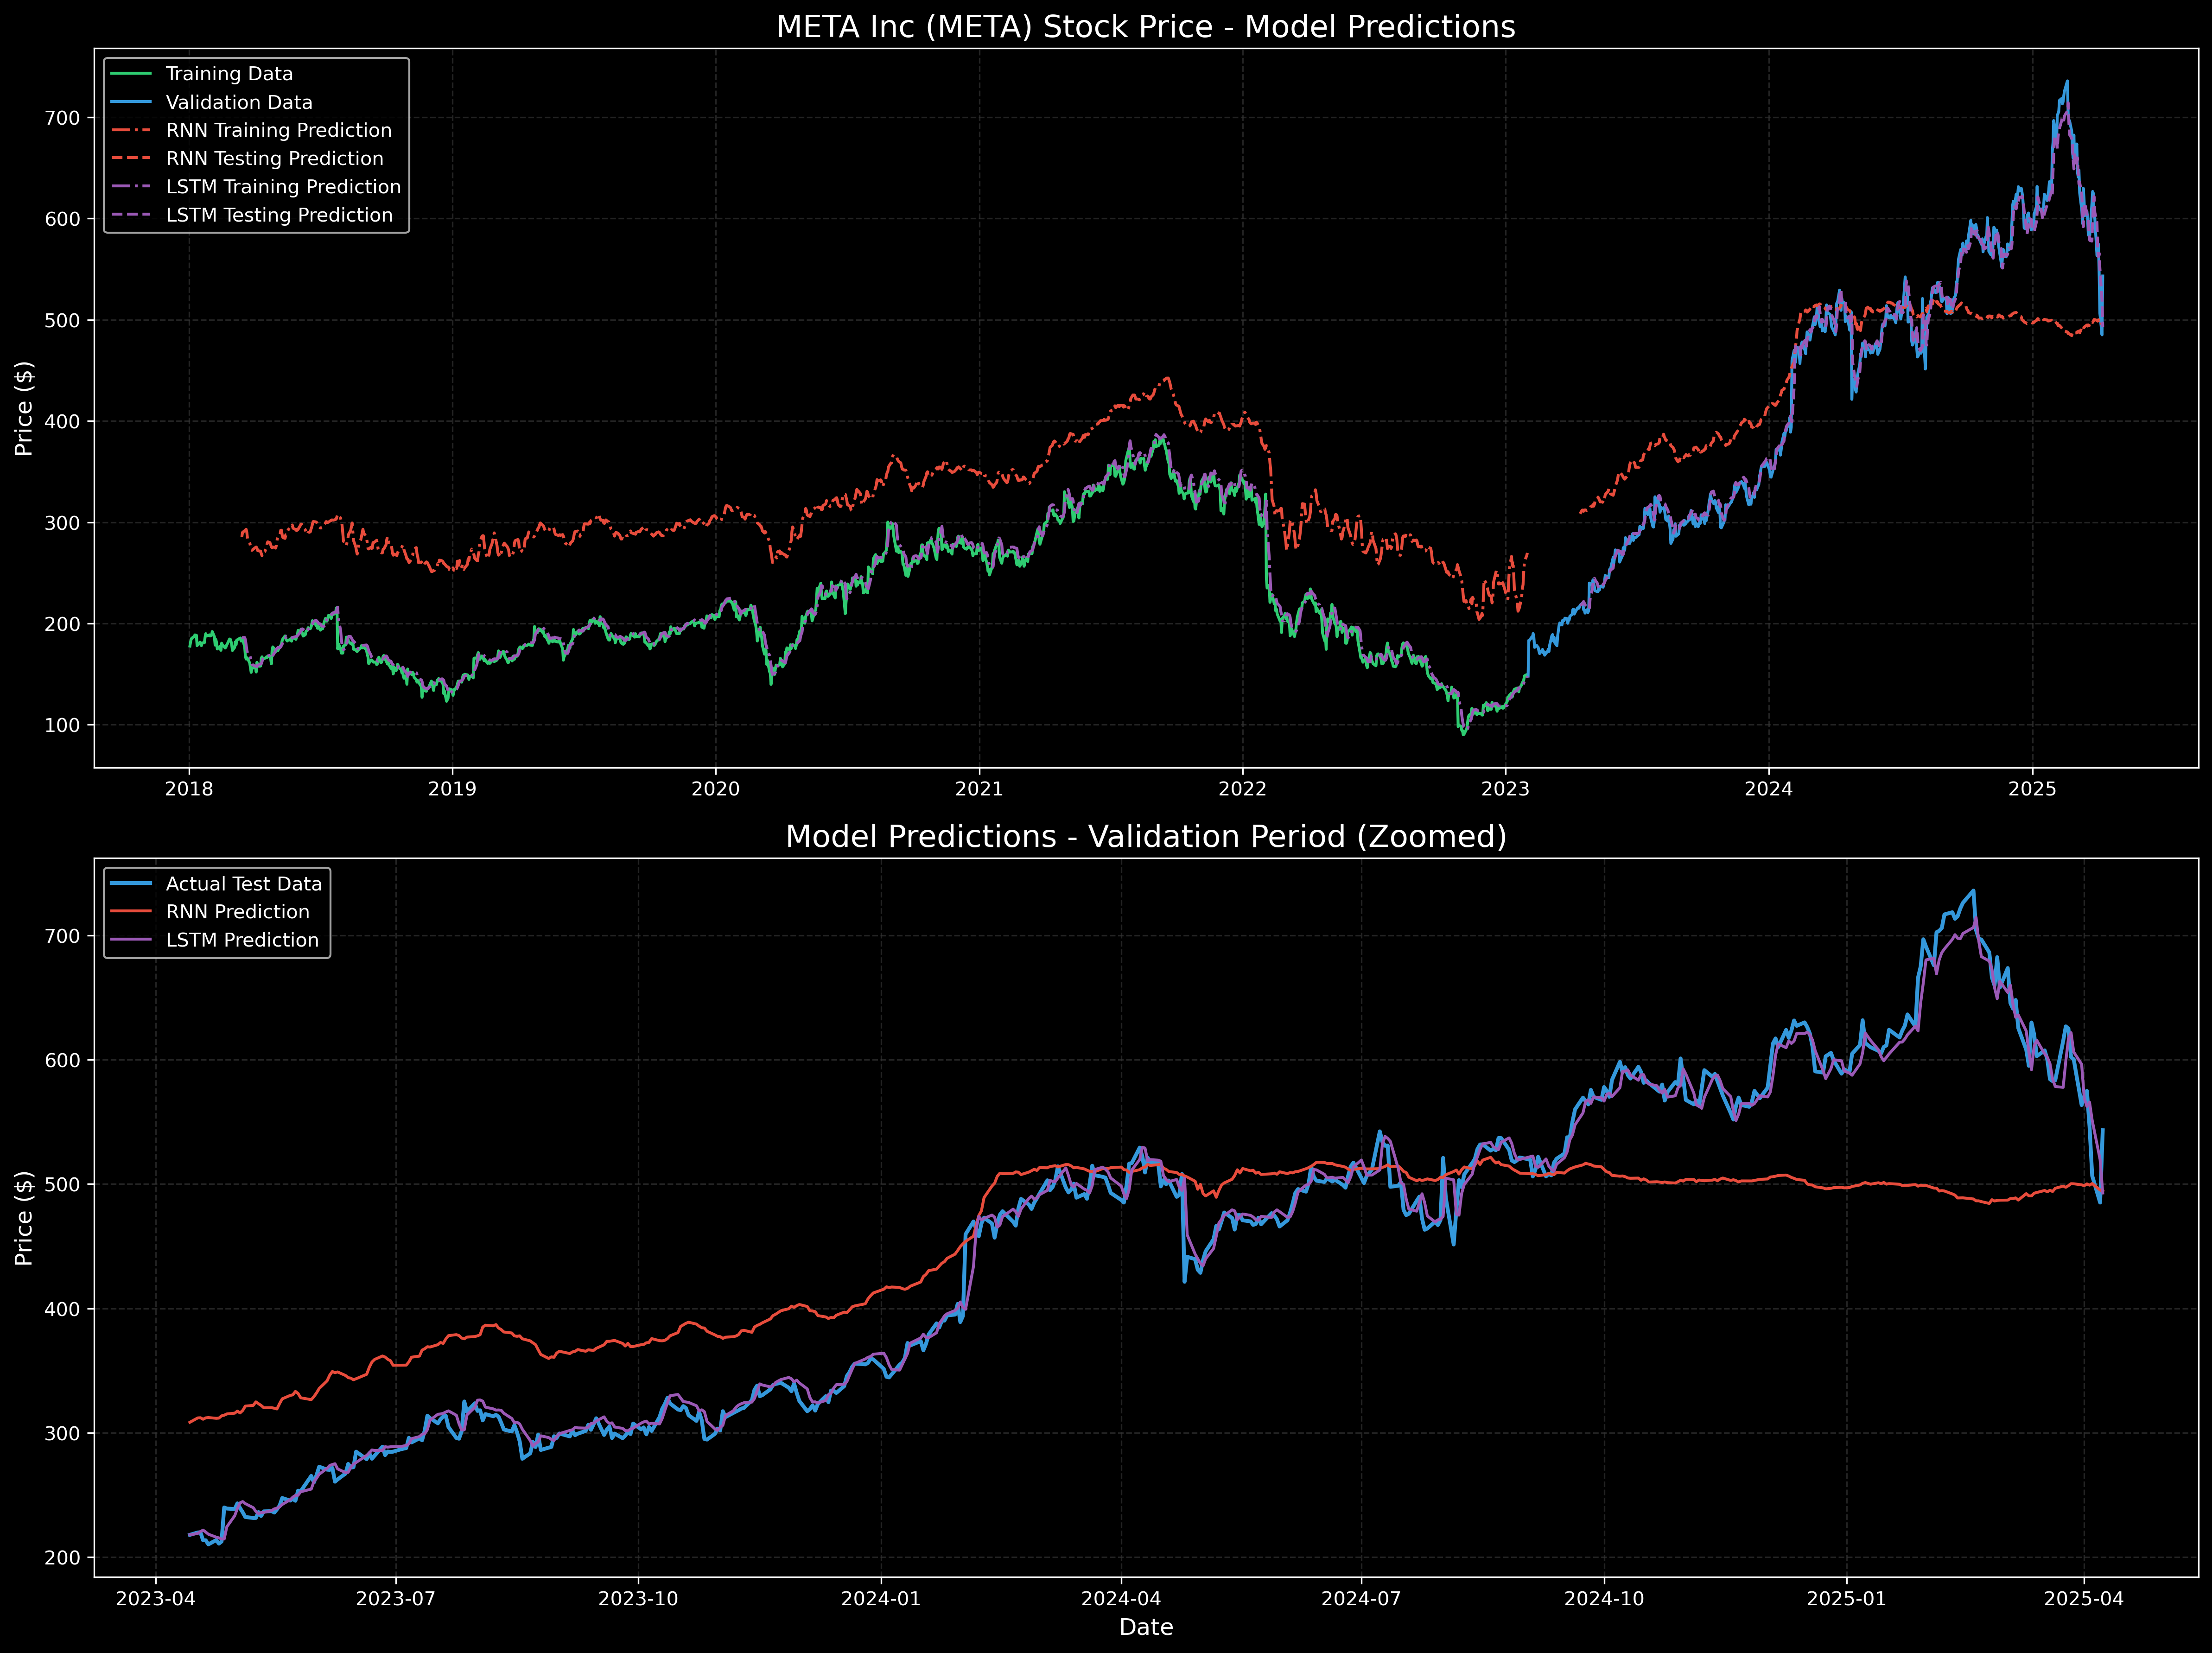 META Inc (META) Stock Price - Model Predictions
Training Data
Validation Data
RNN Training Prediction
RNN Testing Prediction
LSTM Training Prediction
LSTM Testing Prediction
Price ($)
700
600
500
400
300
200
100
2018 2019 2020 2021 2022 2023 2024 2025
Model Predictions - Validation Period (Zoomed)
Actual Test Data
RNN Prediction
LSTM Prediction
Price ($)
700
600
500
400
300
200
2023-04 2023-07 2023-10 2024-01 2024-04 2024-07 2024-10 2025-01 2025-04
Date